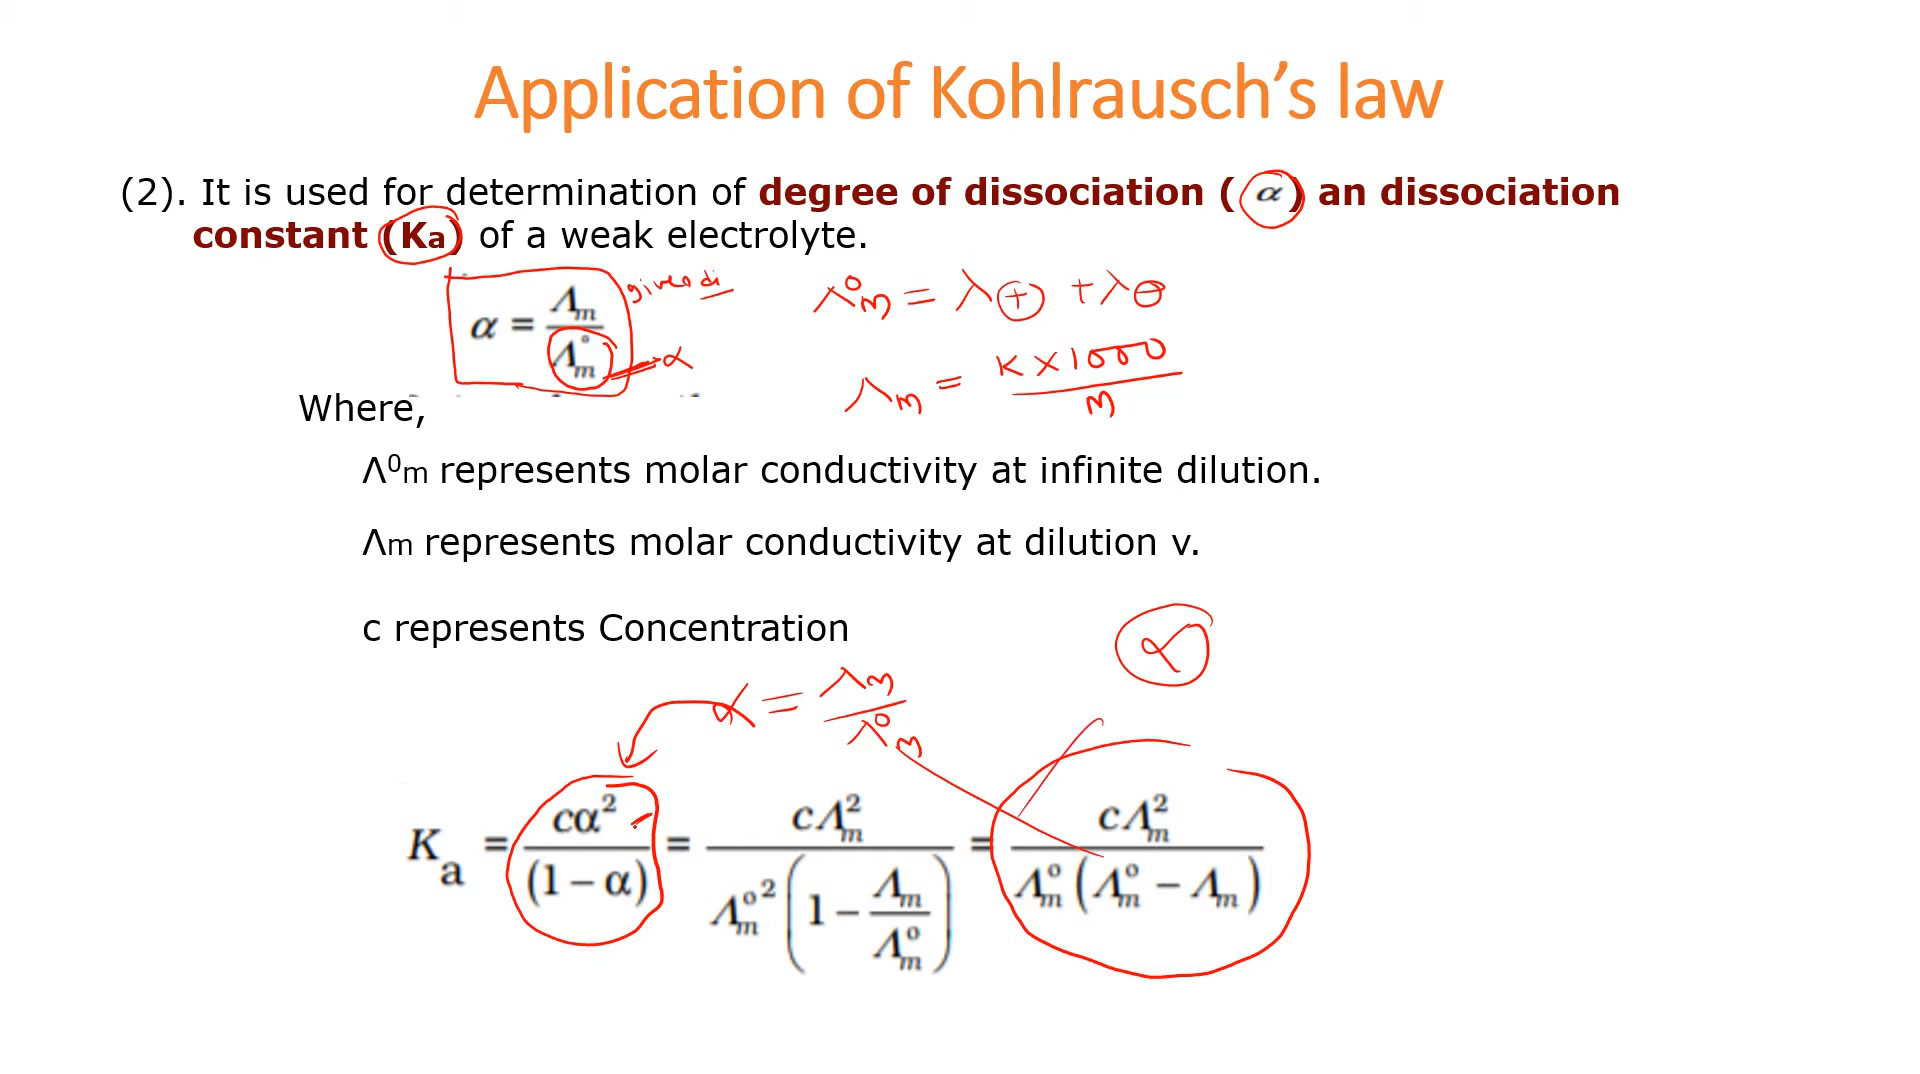 Application of Kohlrausch's law
(2). It is used for determination of degree of dissociation ( α ) an dissociation
constant (Ka) of a weak electrolyte.
α = Λm / Λ°m
given
→ α
Λ⁰m = λ⊕ + λ⊖
Λm = K × 1000 / M
Where,
Λ⁰m represents molar conductivity at infinite dilution.
Λm represents molar conductivity at dilution v.
c represents Concentration
α
α = Λm / Λ⁰m
Ka = cα² / (1 − α) = cΛm² / Λ°m² (1 − Λm / Λ°m) = cΛm² / Λ°m (Λ°m − Λm)